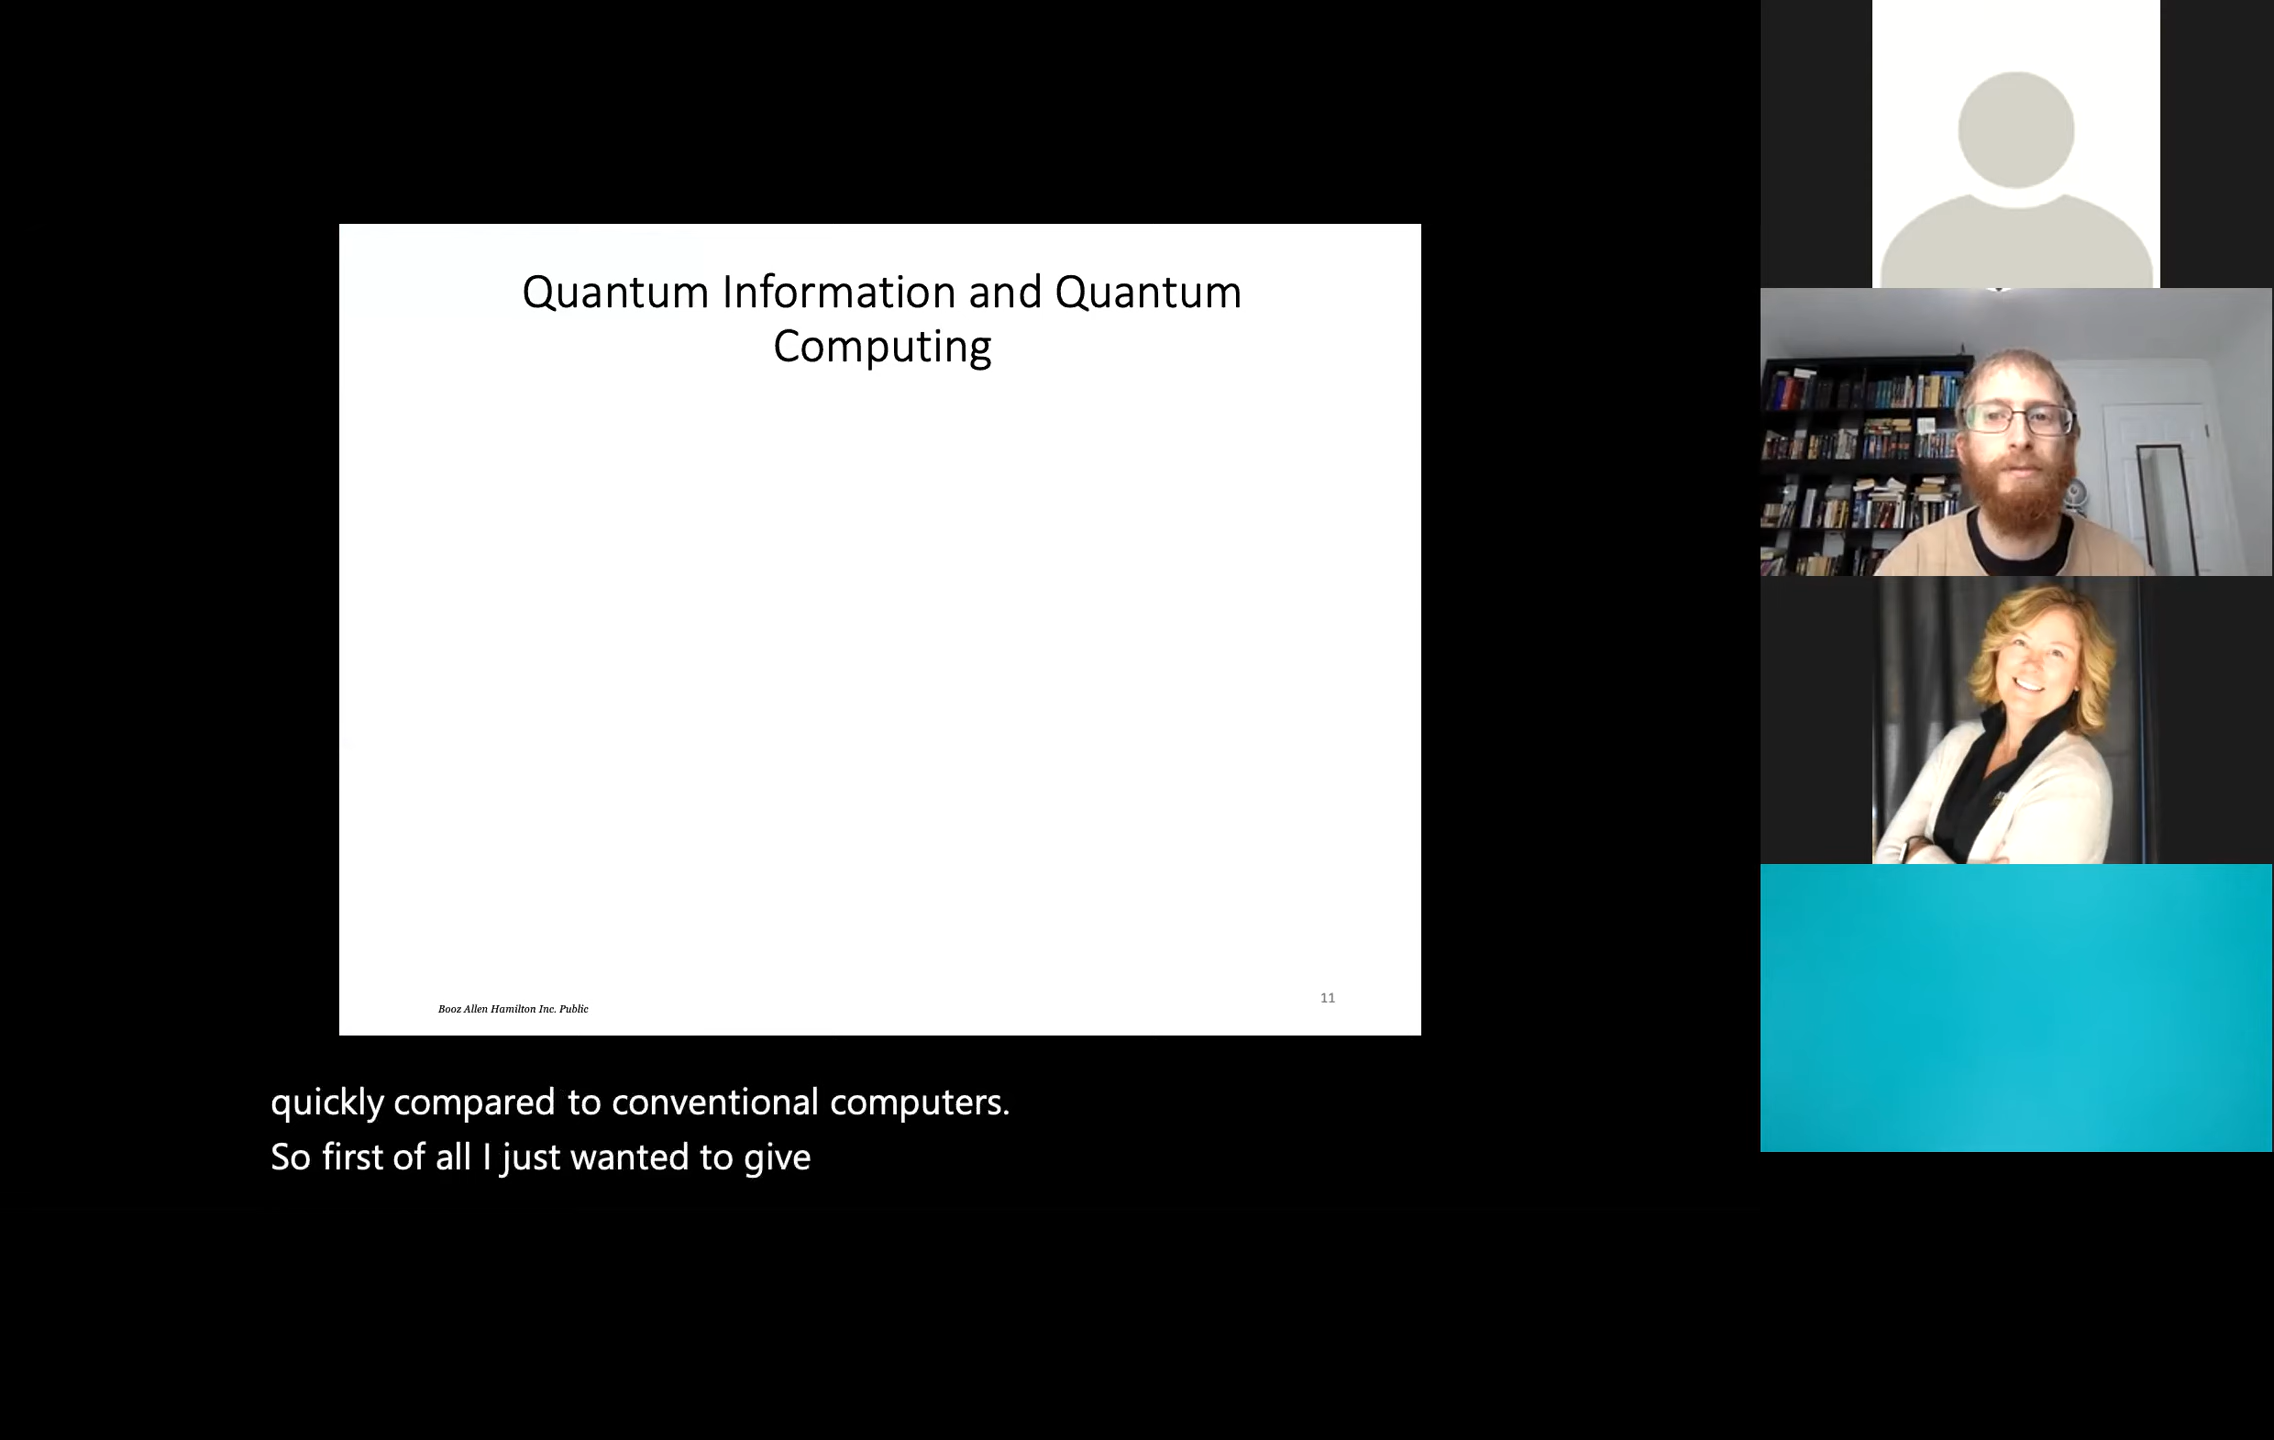 Quantum Information and Quantum
Computing
Booz Allen Hamilton Inc. Public
11
quickly compared to conventional computers.
So first of all I just wanted to give